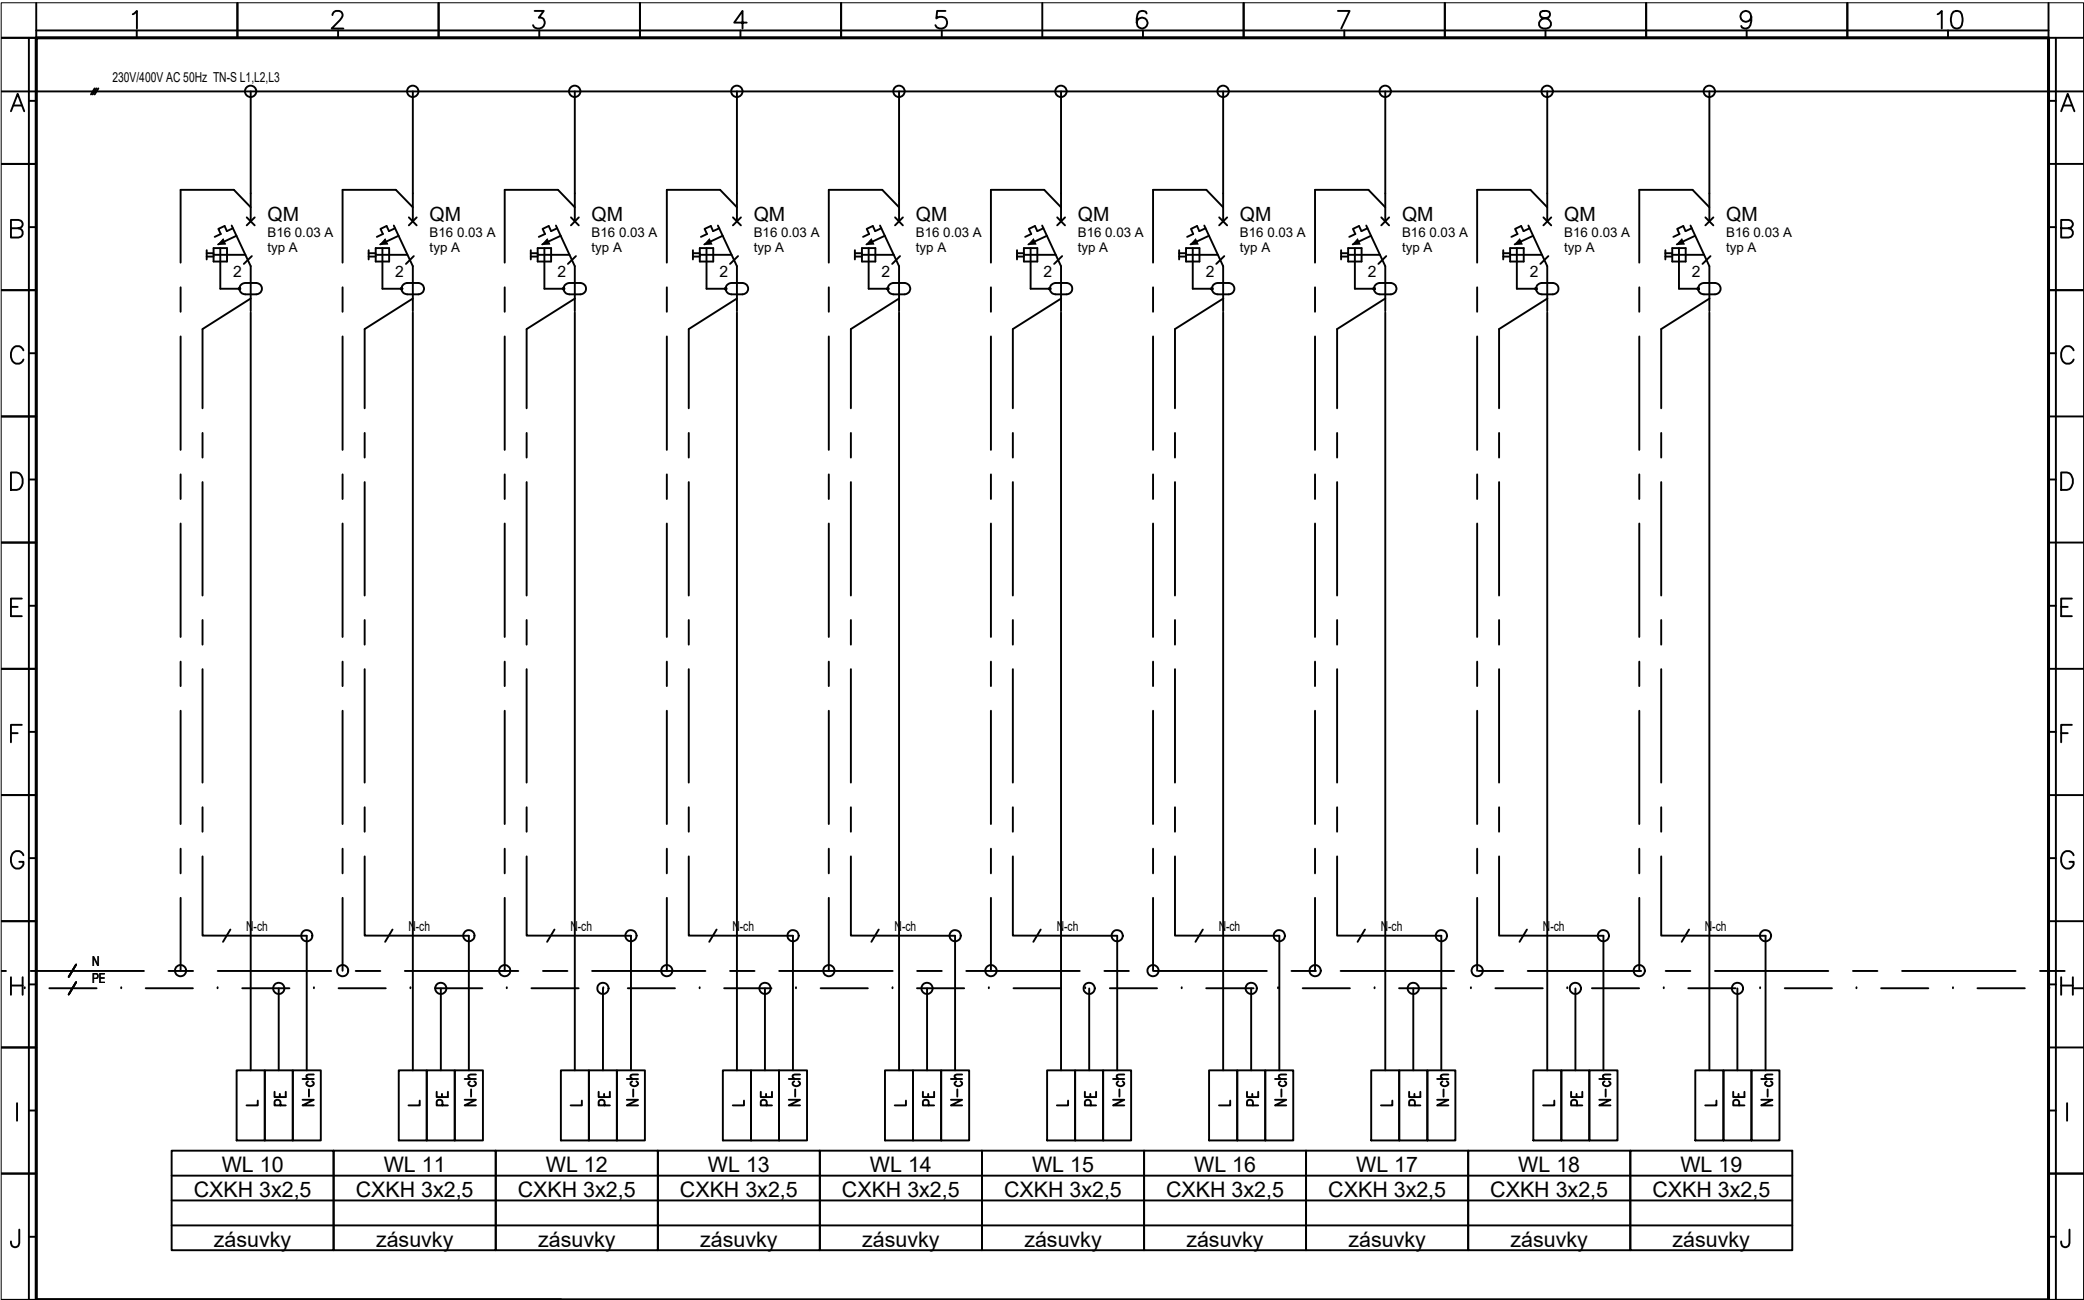 1 2 3 4 5 6 7 8 9 10
230V/400V AC 50Hz TN-S L1,L2,L3
A A
QM QM QM QM QM QM QM QM QM QM
B16 0.03 A B16 0.03 A B16 0.03 A B16 0.03 A B16 0.03 A B16 0.03 A B16 0.03 A B16 0.03 A B16 0.03 A B16 0.03 A
B B
typ A typ A typ A typ A typ A typ A typ A typ A typ A typ A
2 2 2 2 2 2 2 2 2 2
C C
D D
E E
F F
G G
N-ch N-ch N-ch N-ch N-ch N-ch N-ch N-ch N-ch N-ch
N
PE
H H
L PE N-ch L PE N-ch L PE N-ch L PE N-ch L PE N-ch L PE N-ch L PE N-ch L PE N-ch L PE N-ch L PE N-ch
I I
WL 10 WL 11 WL 12 WL 13 WL 14 WL 15 WL 16 WL 17 WL 18 WL 19
CXKH 3x2,5 CXKH 3x2,5 CXKH 3x2,5 CXKH 3x2,5 CXKH 3x2,5 CXKH 3x2,5 CXKH 3x2,5 CXKH 3x2,5 CXKH 3x2,5 CXKH 3x2,5
J J
zásuvky zásuvky zásuvky zásuvky zásuvky zásuvky zásuvky zásuvky zásuvky zásuvky